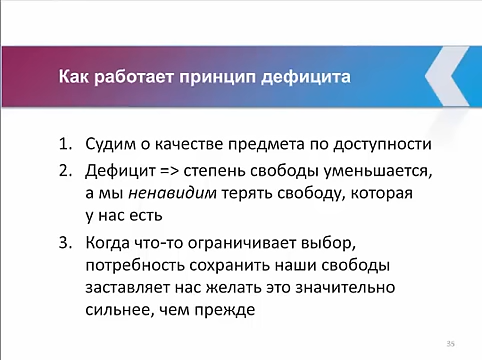 Как работает принцип дефицита
1. Судим о качестве предмета по доступности
2. Дефицит => степень свободы уменьшается,
а мы ненавидим терять свободу, которая
у нас есть
3. Когда что-то ограничивает выбор,
потребность сохранить наши свободы
заставляет нас желать это значительно
сильнее, чем прежде
35